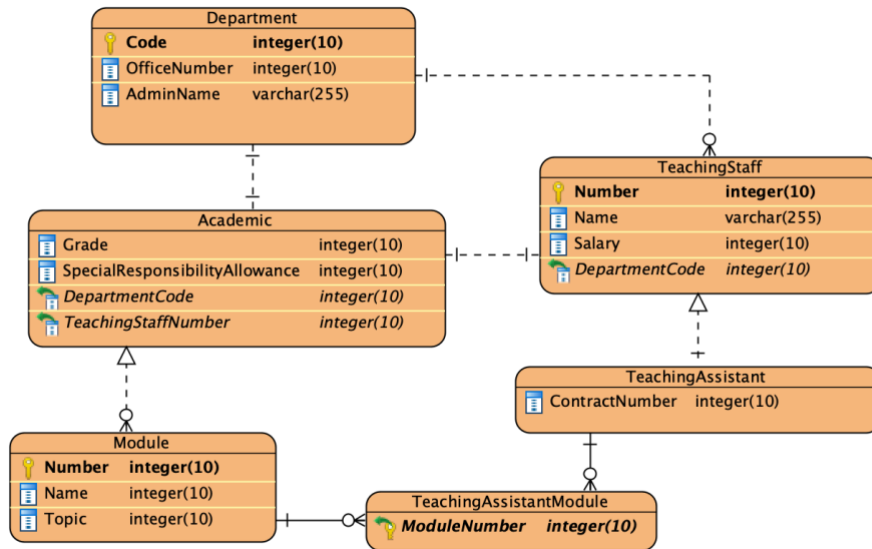 Department
Code integer(10)
OfficeNumber integer(10)
AdminName varchar(255)
TeachingStaff
Number integer(10)
Name varchar(255)
Salary integer(10)
DepartmentCode integer(10)
Academic
Grade integer(10)
SpecialResponsibilityAllowance integer(10)
DepartmentCode integer(10)
TeachingStaffNumber integer(10)
TeachingAssistant
ContractNumber integer(10)
Module
Number integer(10)
Name integer(10)
Topic integer(10)
TeachingAssistantModule
ModuleNumber integer(10)